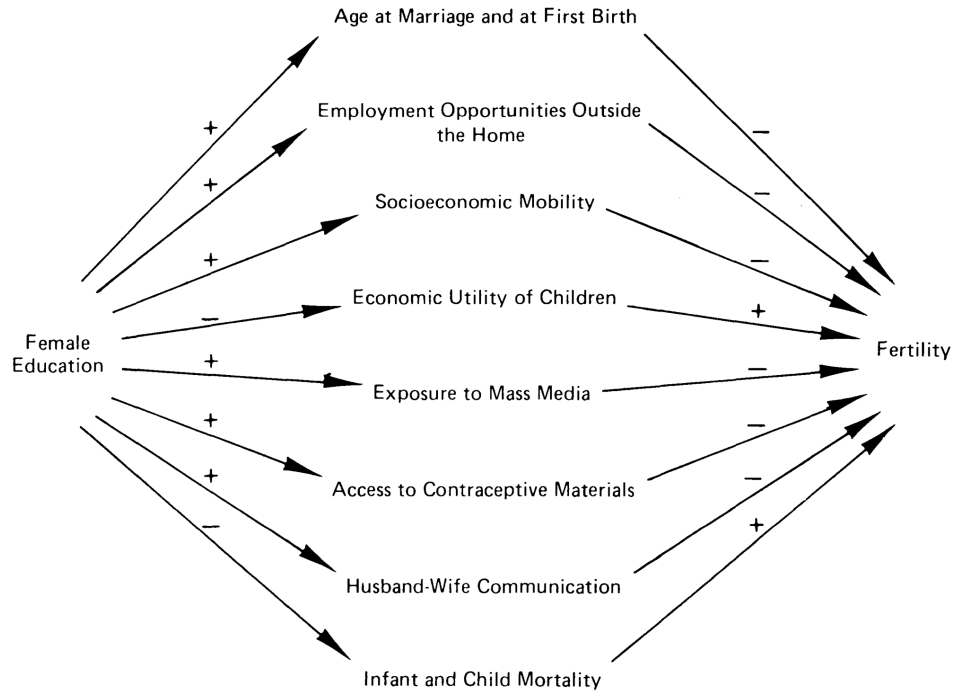 Age at Marriage and at First Birth
+
−
Employment Opportunities Outside
the Home
+
−
Socioeconomic Mobility
+
−
Economic Utility of Children
−
+
Female
Education
Fertility
+
−
Exposure to Mass Media
+
−
Access to Contraceptive Materials
+
−
Husband-Wife Communication
−
+
Infant and Child Mortality